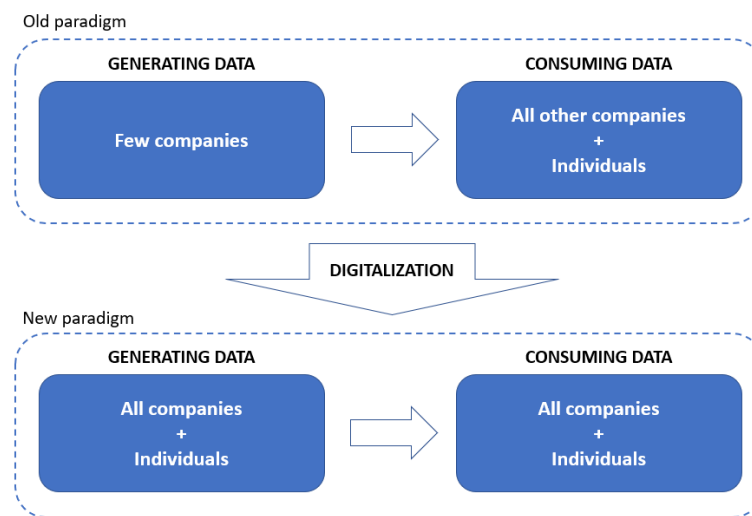 Old paradigm
GENERATING DATA
CONSUMING DATA
Few companies
All other companies
+
Individuals
DIGITALIZATION
New paradigm
GENERATING DATA
CONSUMING DATA
All companies
+
Individuals
All companies
+
Individuals